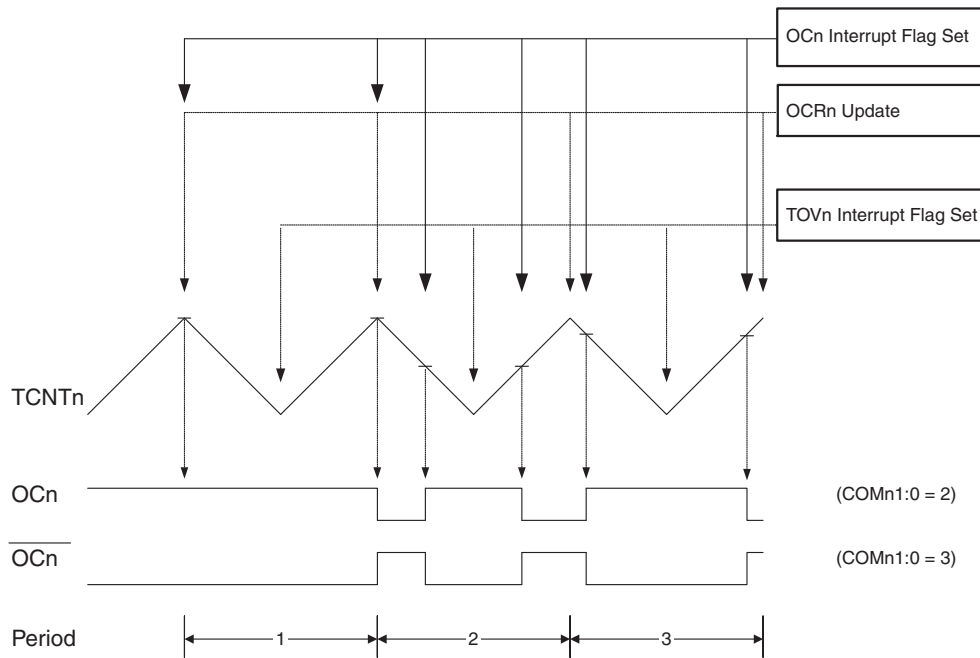 OCn Interrupt Flag Set
OCRn Update
TOVn Interrupt Flag Set
TCNTn
OCn
(COMn1:0 = 2)
OCn
(COMn1:0 = 3)
Period
1
2
3